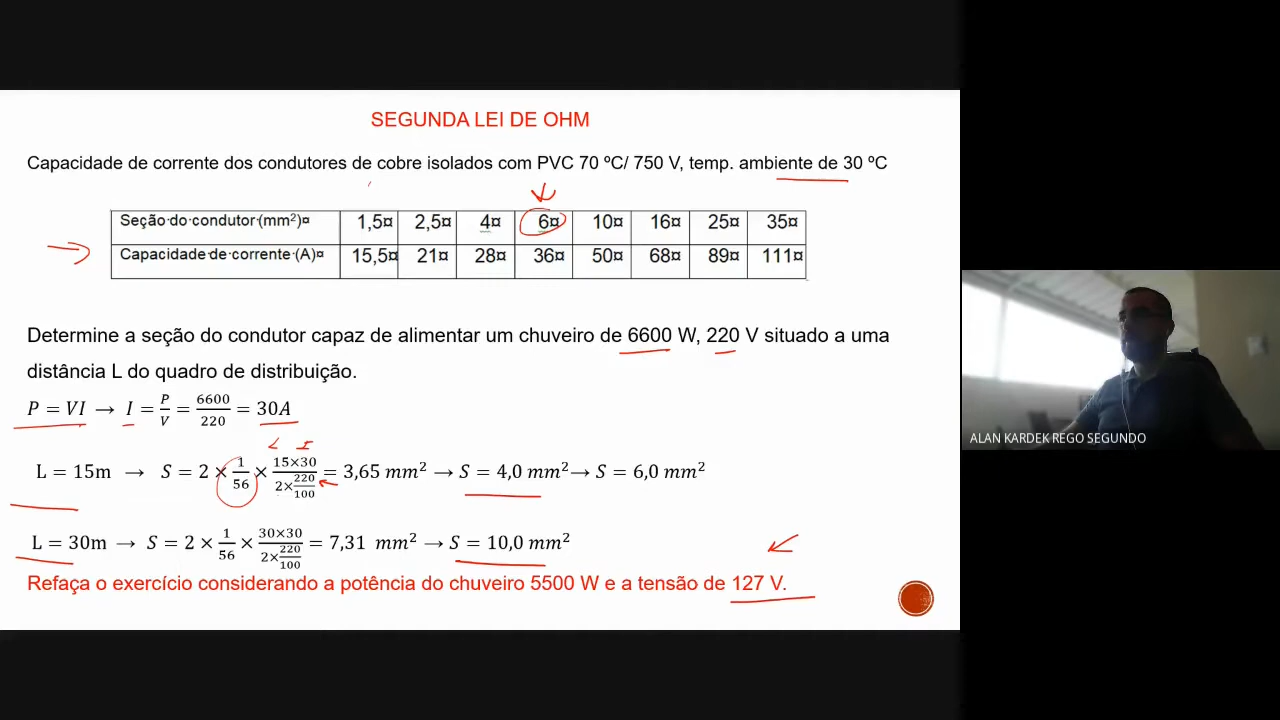 SEGUNDA LEI DE OHM
Capacidade de corrente dos condutores de cobre isolados com PVC 70 ºC/ 750 V, temp. ambiente de 30 ºC
Seção·do·condutor·(mm²)¤ 1,5¤ 2,5¤ 4¤ 6¤ 10¤ 16¤ 25¤ 35¤
Capacidade·de·corrente·(A)¤ 15,5¤ 21¤ 28¤ 36¤ 50¤ 68¤ 89¤ 111¤
Determine a seção do condutor capaz de alimentar um chuveiro de 6600 W, 220 V situado a uma
distância L do quadro de distribuição.
P = VI → I = P/V = 6600/220 = 30A
L I
L = 15m → S = 2 × 1/56 × (15×30)/(2×220/100) = 3,65 mm² → S = 4,0 mm² → S = 6,0 mm²
L = 30m → S = 2 × 1/56 × (30×30)/(2×220/100) = 7,31 mm² → S = 10,0 mm²
Refaça o exercício considerando a potência do chuveiro 5500 W e a tensão de 127 V.
ALAN KARDEK REGO SEGUNDO